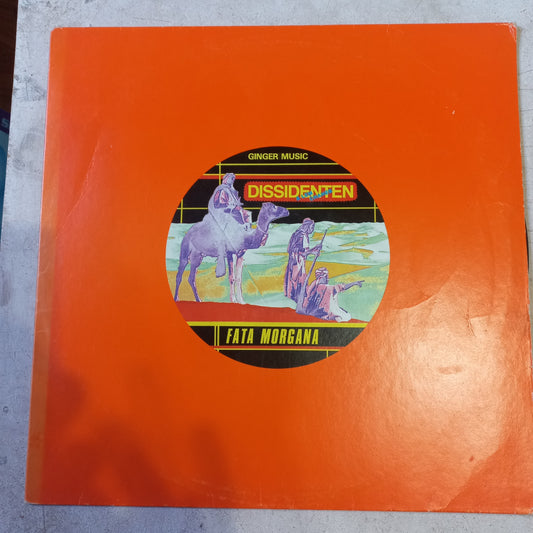 GINGER MUSIC
DISSIDENTEN
FATA MORGANA